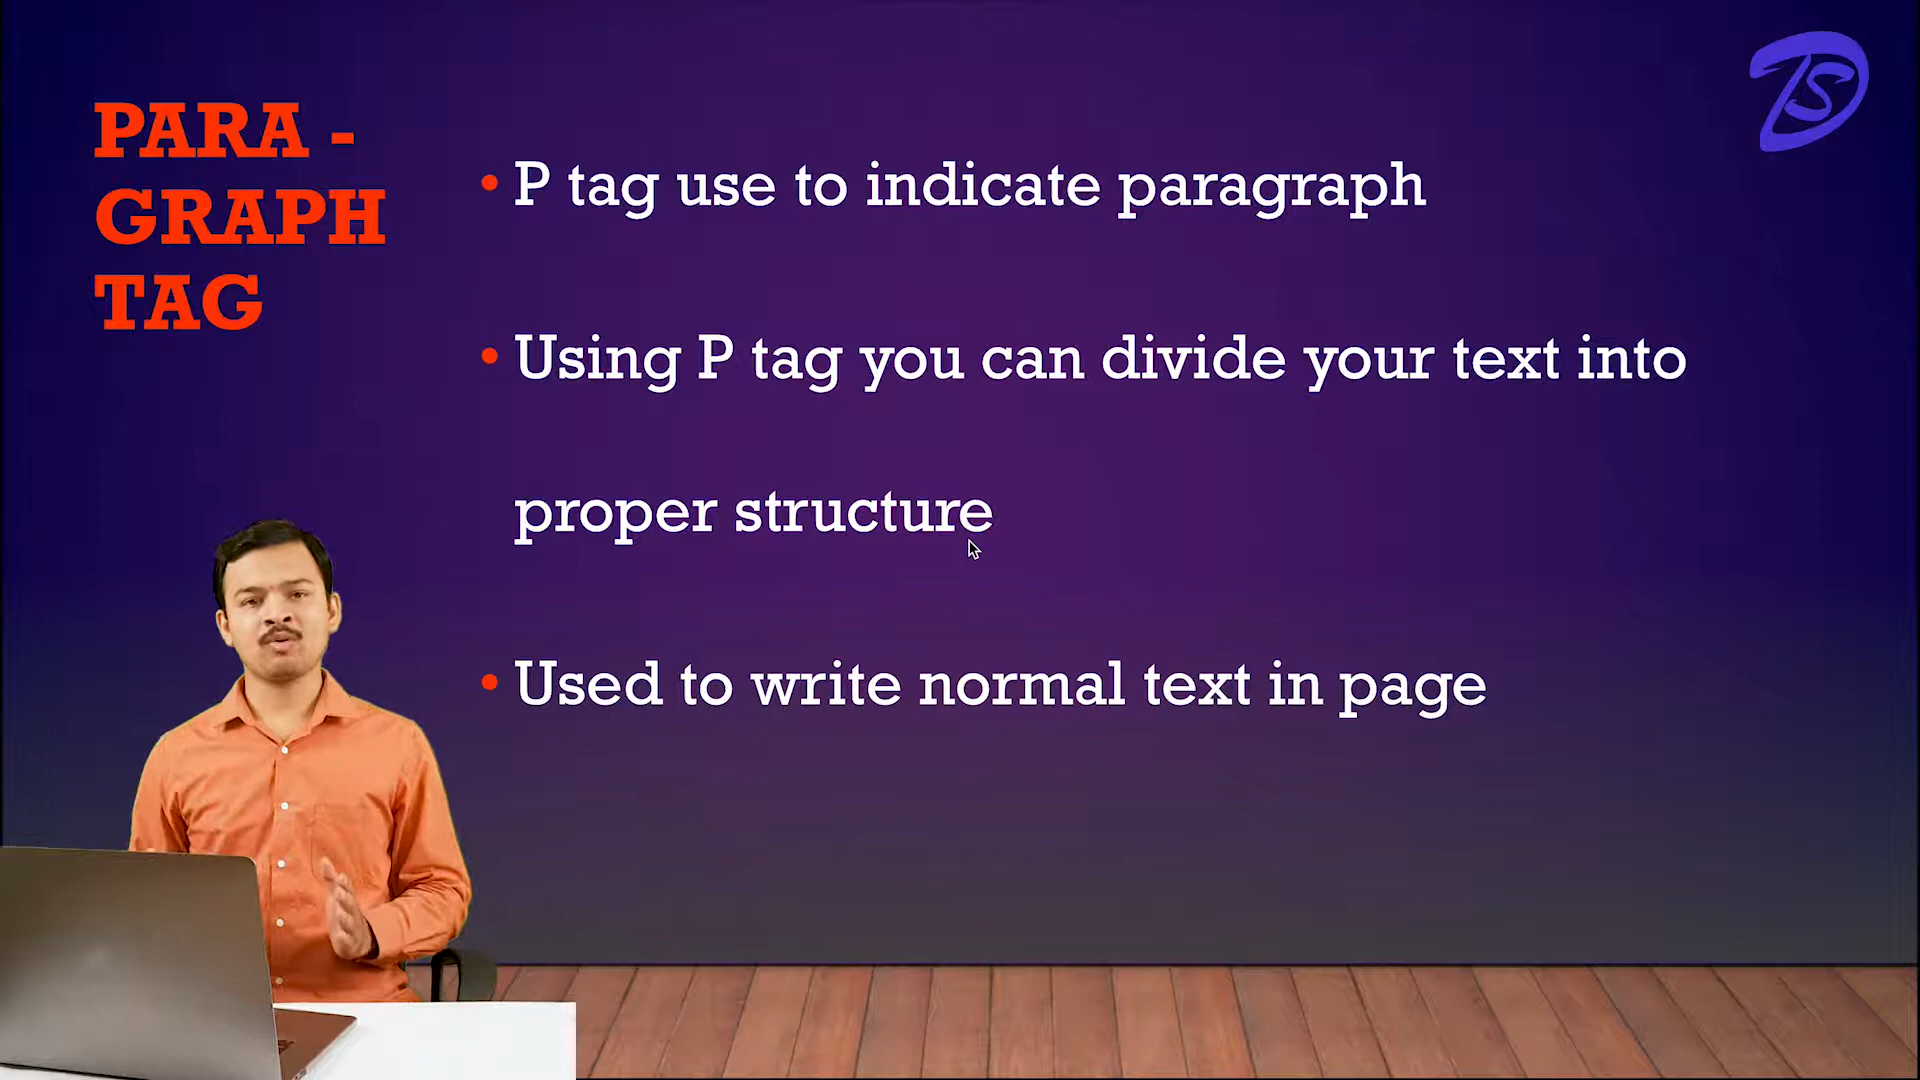 PARA -
GRAPH
TAG
• P tag use to indicate paragraph
• Using P tag you can divide your text into
proper structure
• Used to write normal text in page